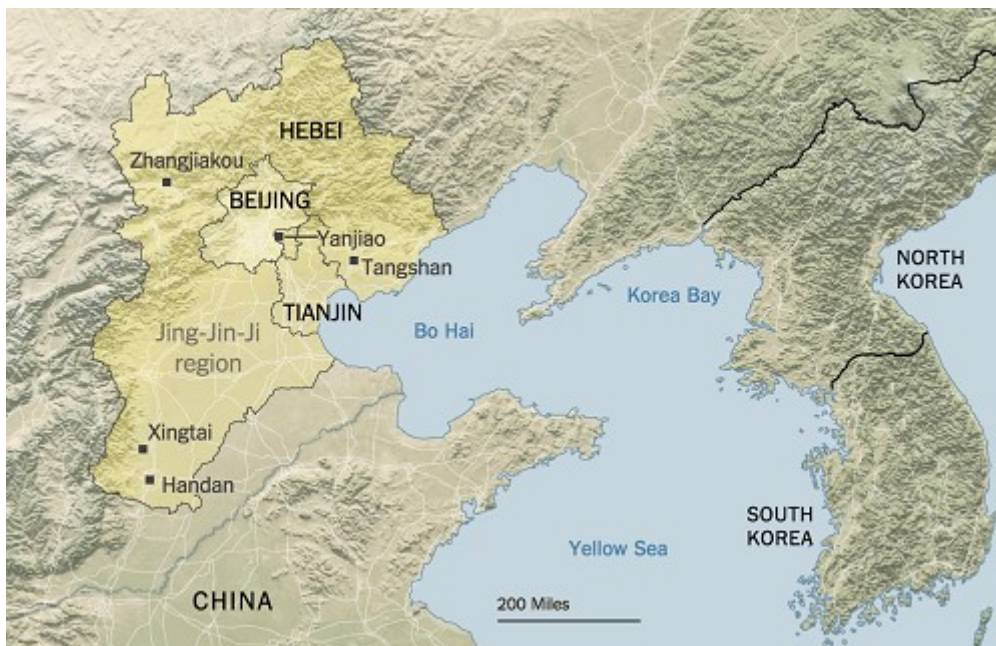 HEBEI
Zhangjiakou
BEIJING
Yanjiao
Tangshan
TIANJIN
Jing-Jin-Ji
region
Bo Hai
Korea Bay
NORTH
KOREA
Xingtai
Handan
SOUTH
KOREA
Yellow Sea
CHINA
200 Miles